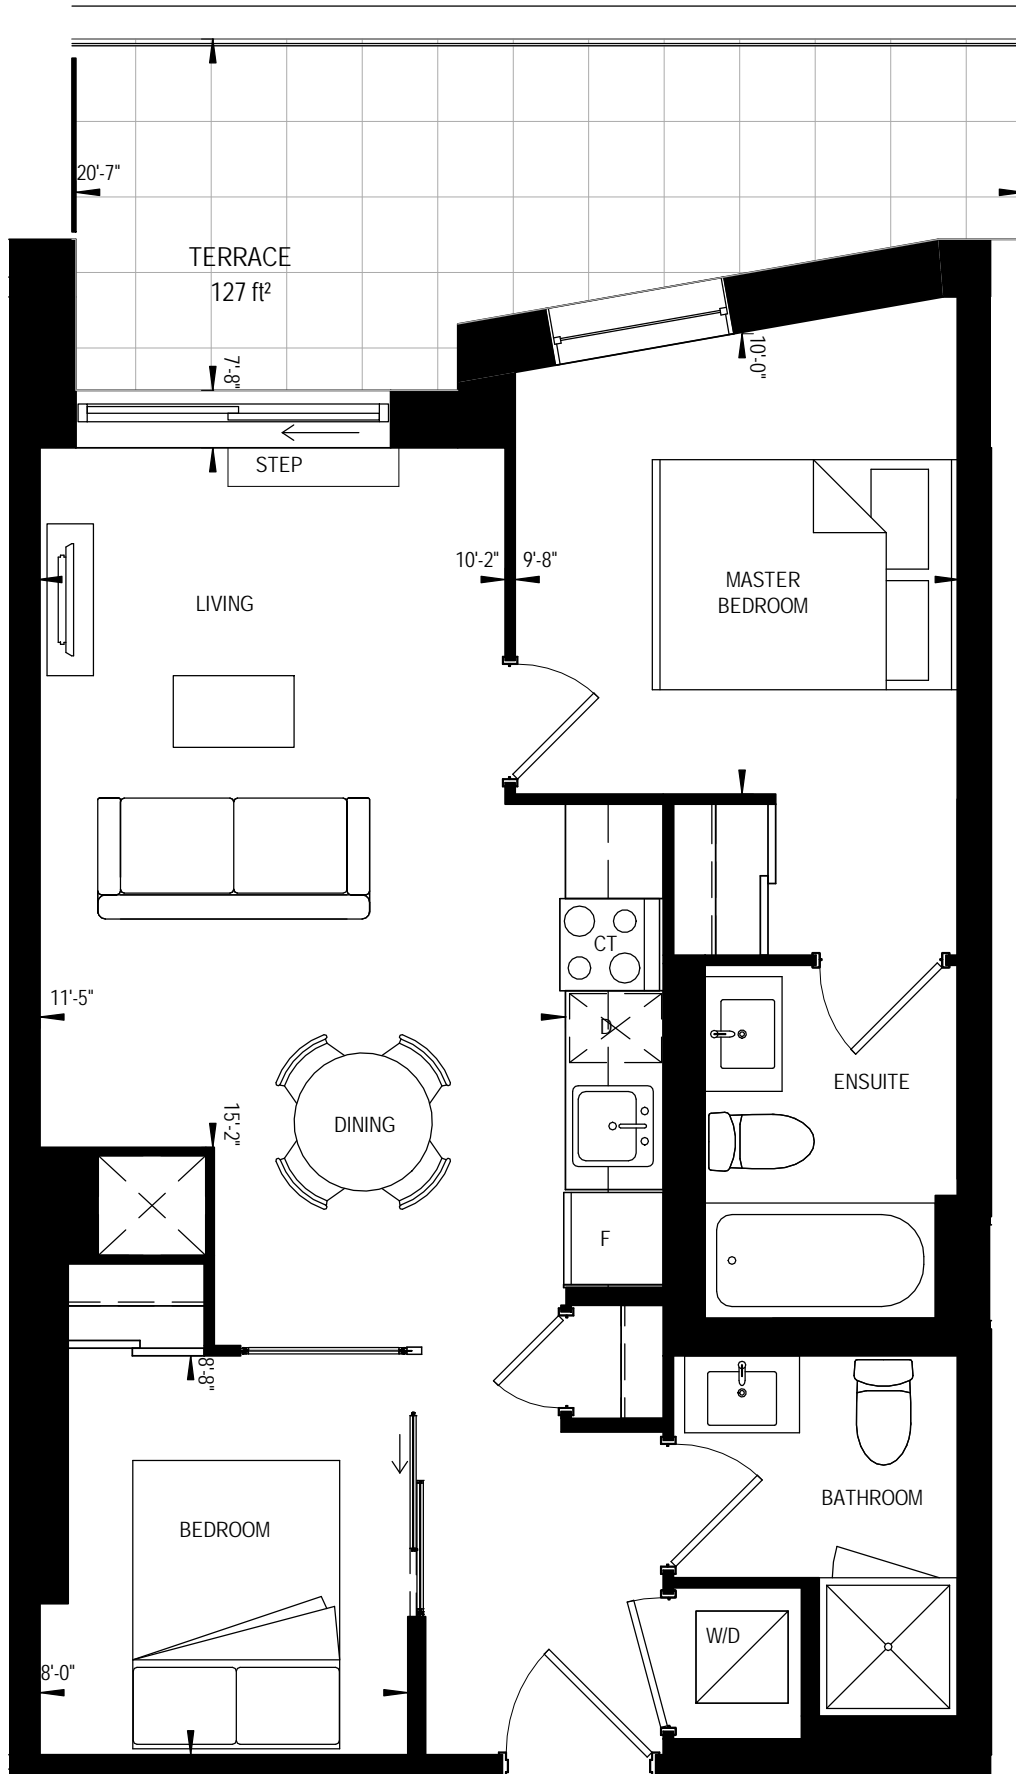 20'-7"
TERRACE
127 ft²
7'-8"
10'-0"
STEP
10'-2"
9'-8"
LIVING
MASTER
BEDROOM
CT
11'-5"
D
ENSUITE
15'-2"
DINING
F
8'-8"
BATHROOM
BEDROOM
W/D
8'-0"